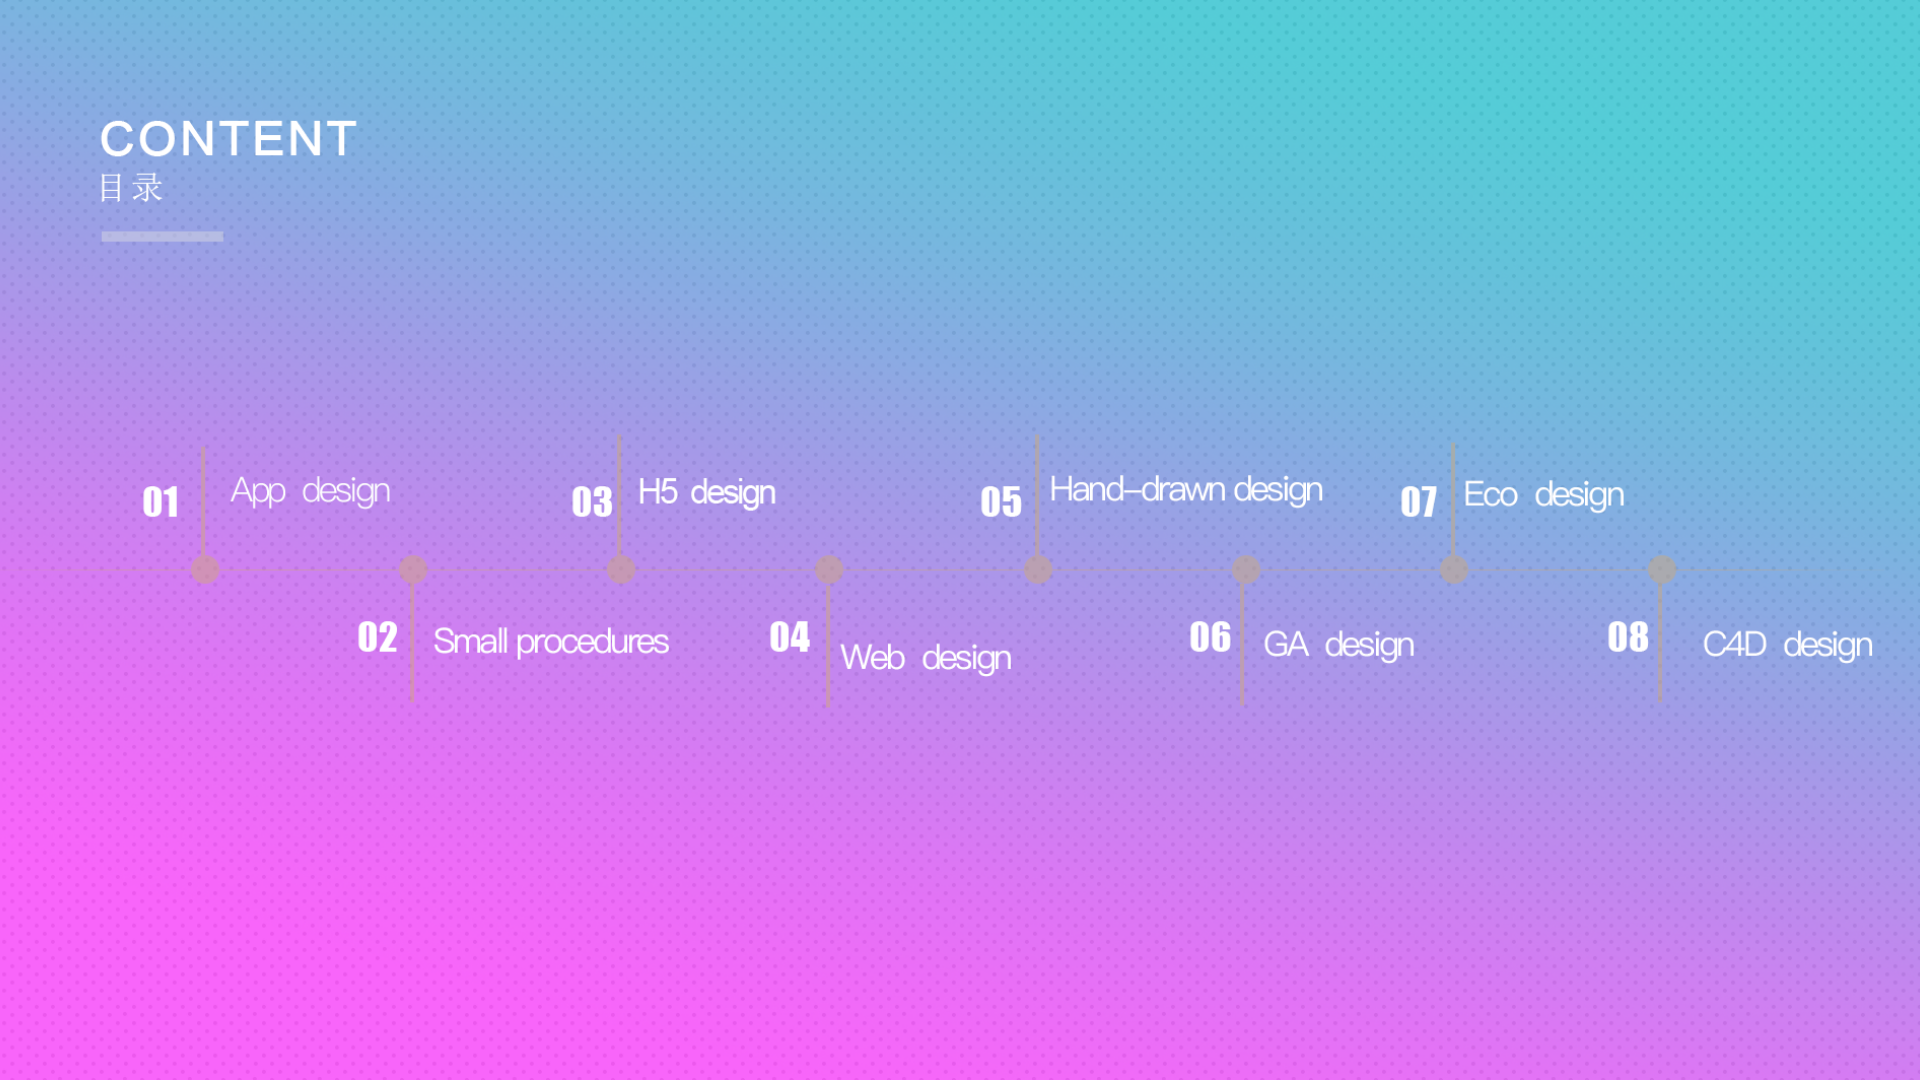 CONTENT
目录
01 App design
02 Small procedures
03 H5 design
04 Web design
05 Hand-drawn design
06 GA design
07 Eco design
08 C4D design